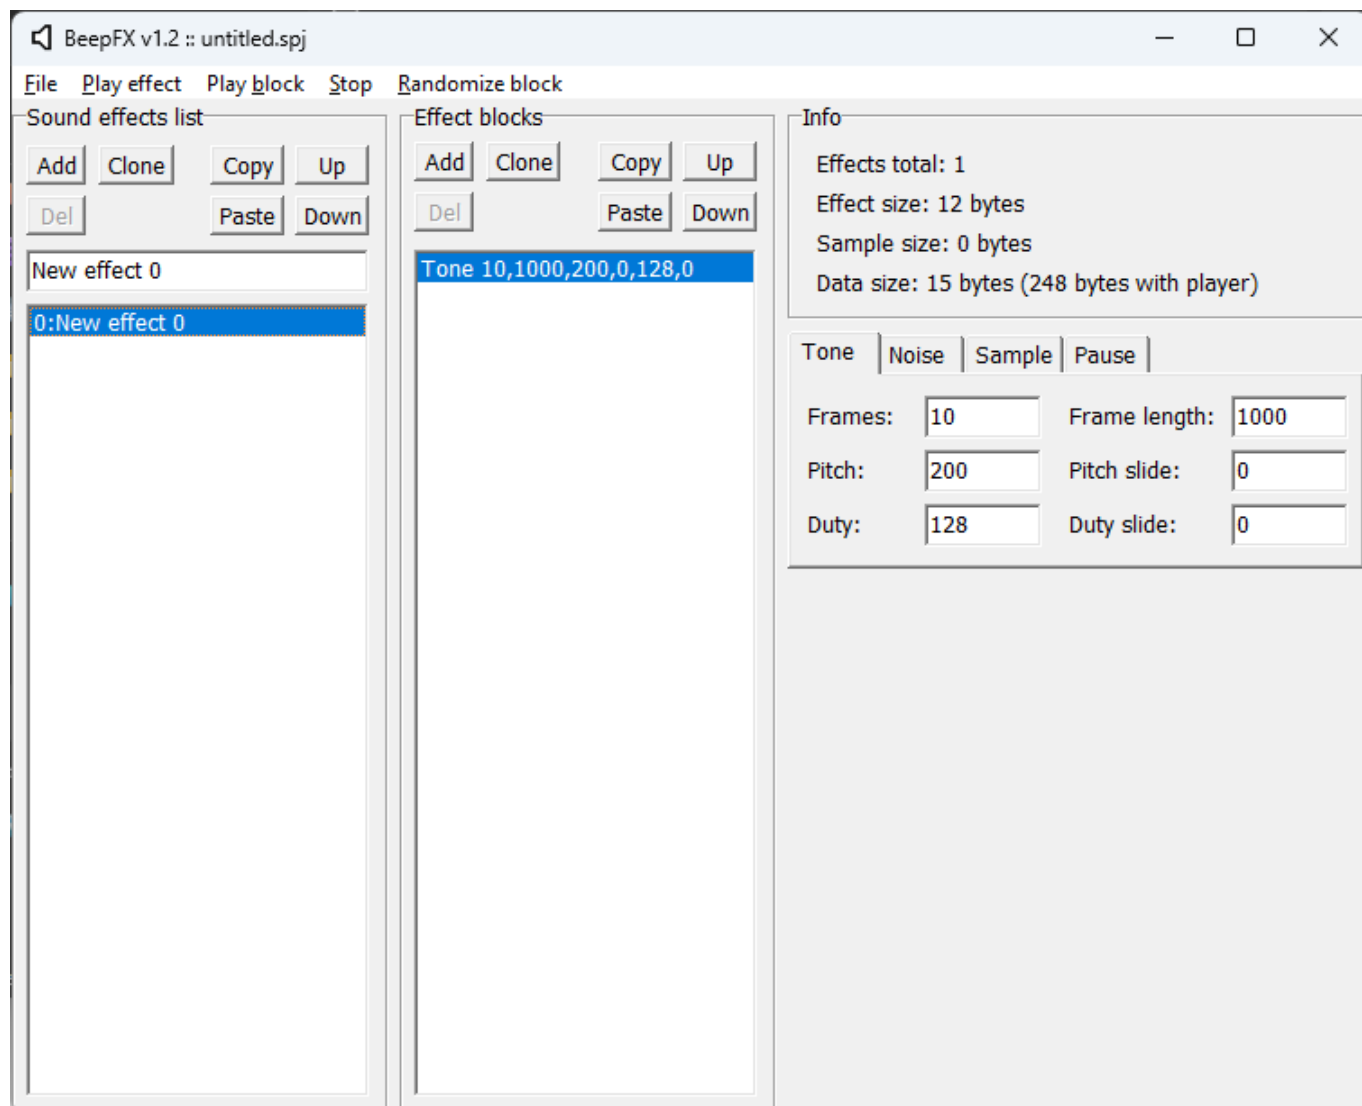 BeepFX v1.2 :: untitled.spj
File Play effect Play block Stop Randomize block
Sound effects list
Add Clone Copy Up
Del Paste Down
New effect 0
0:New effect 0
Effect blocks
Add Clone Copy Up
Del Paste Down
Tone 10,1000,200,0,128,0
Info
Effects total: 1
Effect size: 12 bytes
Sample size: 0 bytes
Data size: 15 bytes (248 bytes with player)
Tone Noise Sample Pause
Frames: 10 Frame length: 1000
Pitch: 200 Pitch slide: 0
Duty: 128 Duty slide: 0